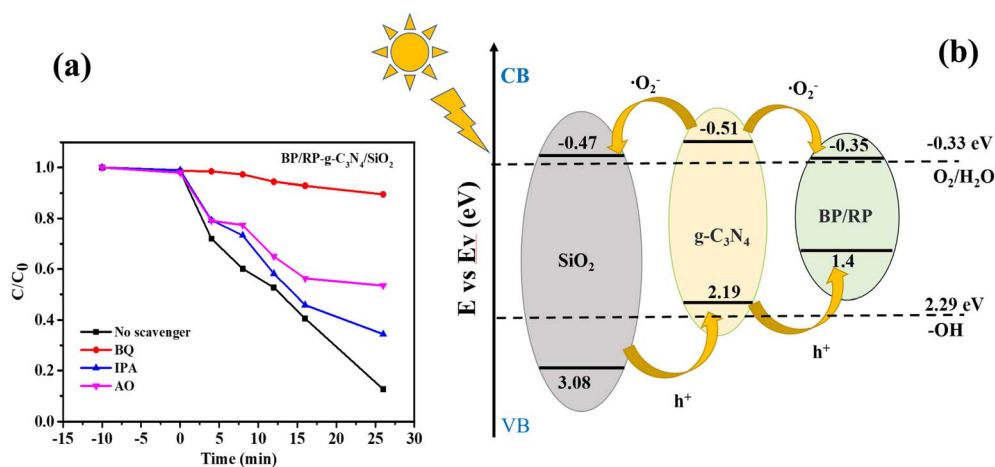 (a)
BP/RP-g-C₃N₄/SiO₂
C/C₀
1.0
0.8
0.6
0.4
0.2
0.0
No scavenger
BQ
IPA
AO
-15 -10 -5 0 5 10 15 20 25 30
Time (min)
(b)
CB
E vs Ev (eV)
VB
·O₂⁻ ·O₂⁻
-0.47 -0.51 -0.35
-0.33 eV
O₂/H₂O
SiO₂ g-C₃N₄ BP/RP
1.4
2.19
2.29 eV
-OH
3.08
h⁺ h⁺